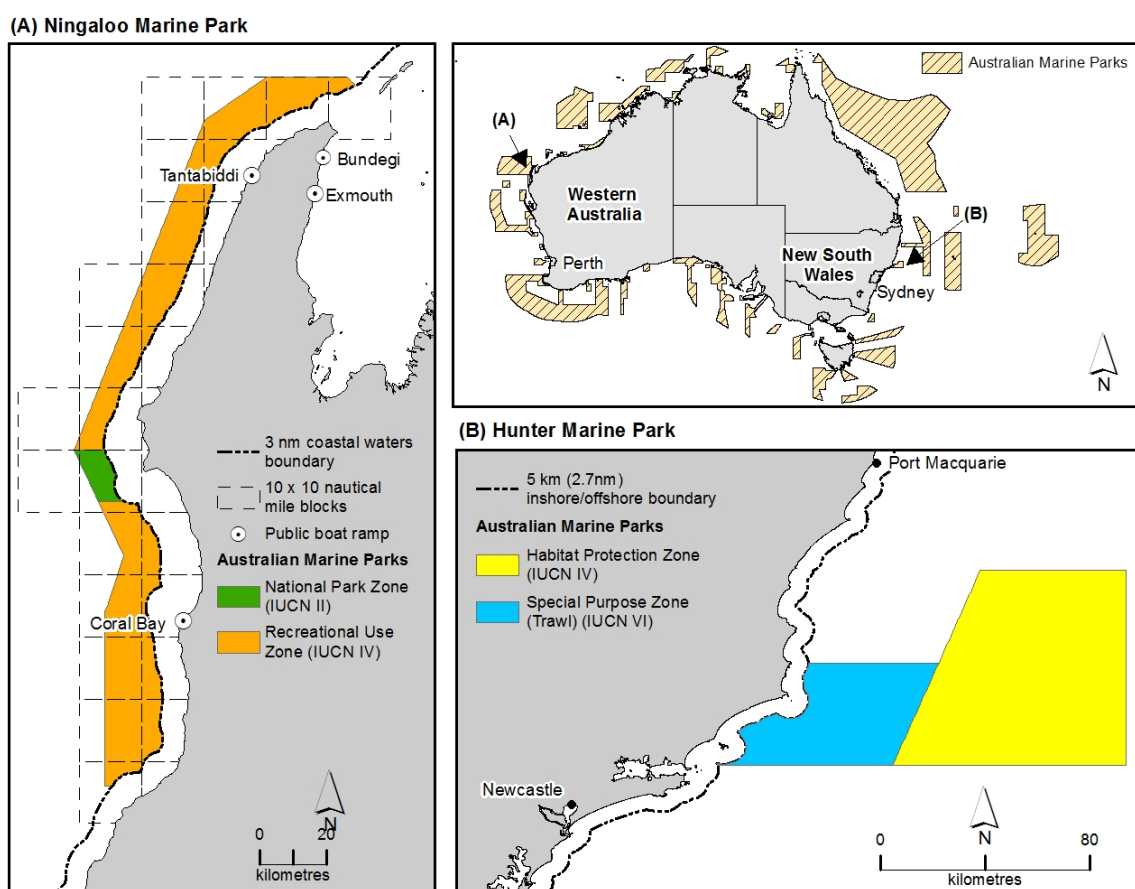 (A) Ningaloo Marine Park
Bundegi
Tantabiddi
Exmouth
3 nm coastal waters
boundary
10 x 10 nautical
mile blocks
Public boat ramp
Australian Marine Parks
National Park Zone
(IUCN II)
Recreational Use
Zone (IUCN IV)
Coral Bay
N
0 20
kilometres
Australian Marine Parks
(A)
Western
Australia
(B)
New South
Wales
Perth
Sydney
N
(B) Hunter Marine Park
Port Macquarie
5 km (2.7nm)
inshore/offshore boundary
Australian Marine Parks
Habitat Protection Zone
(IUCN IV)
Special Purpose Zone
(Trawl) (IUCN VI)
Newcastle
N
0 80
kilometres